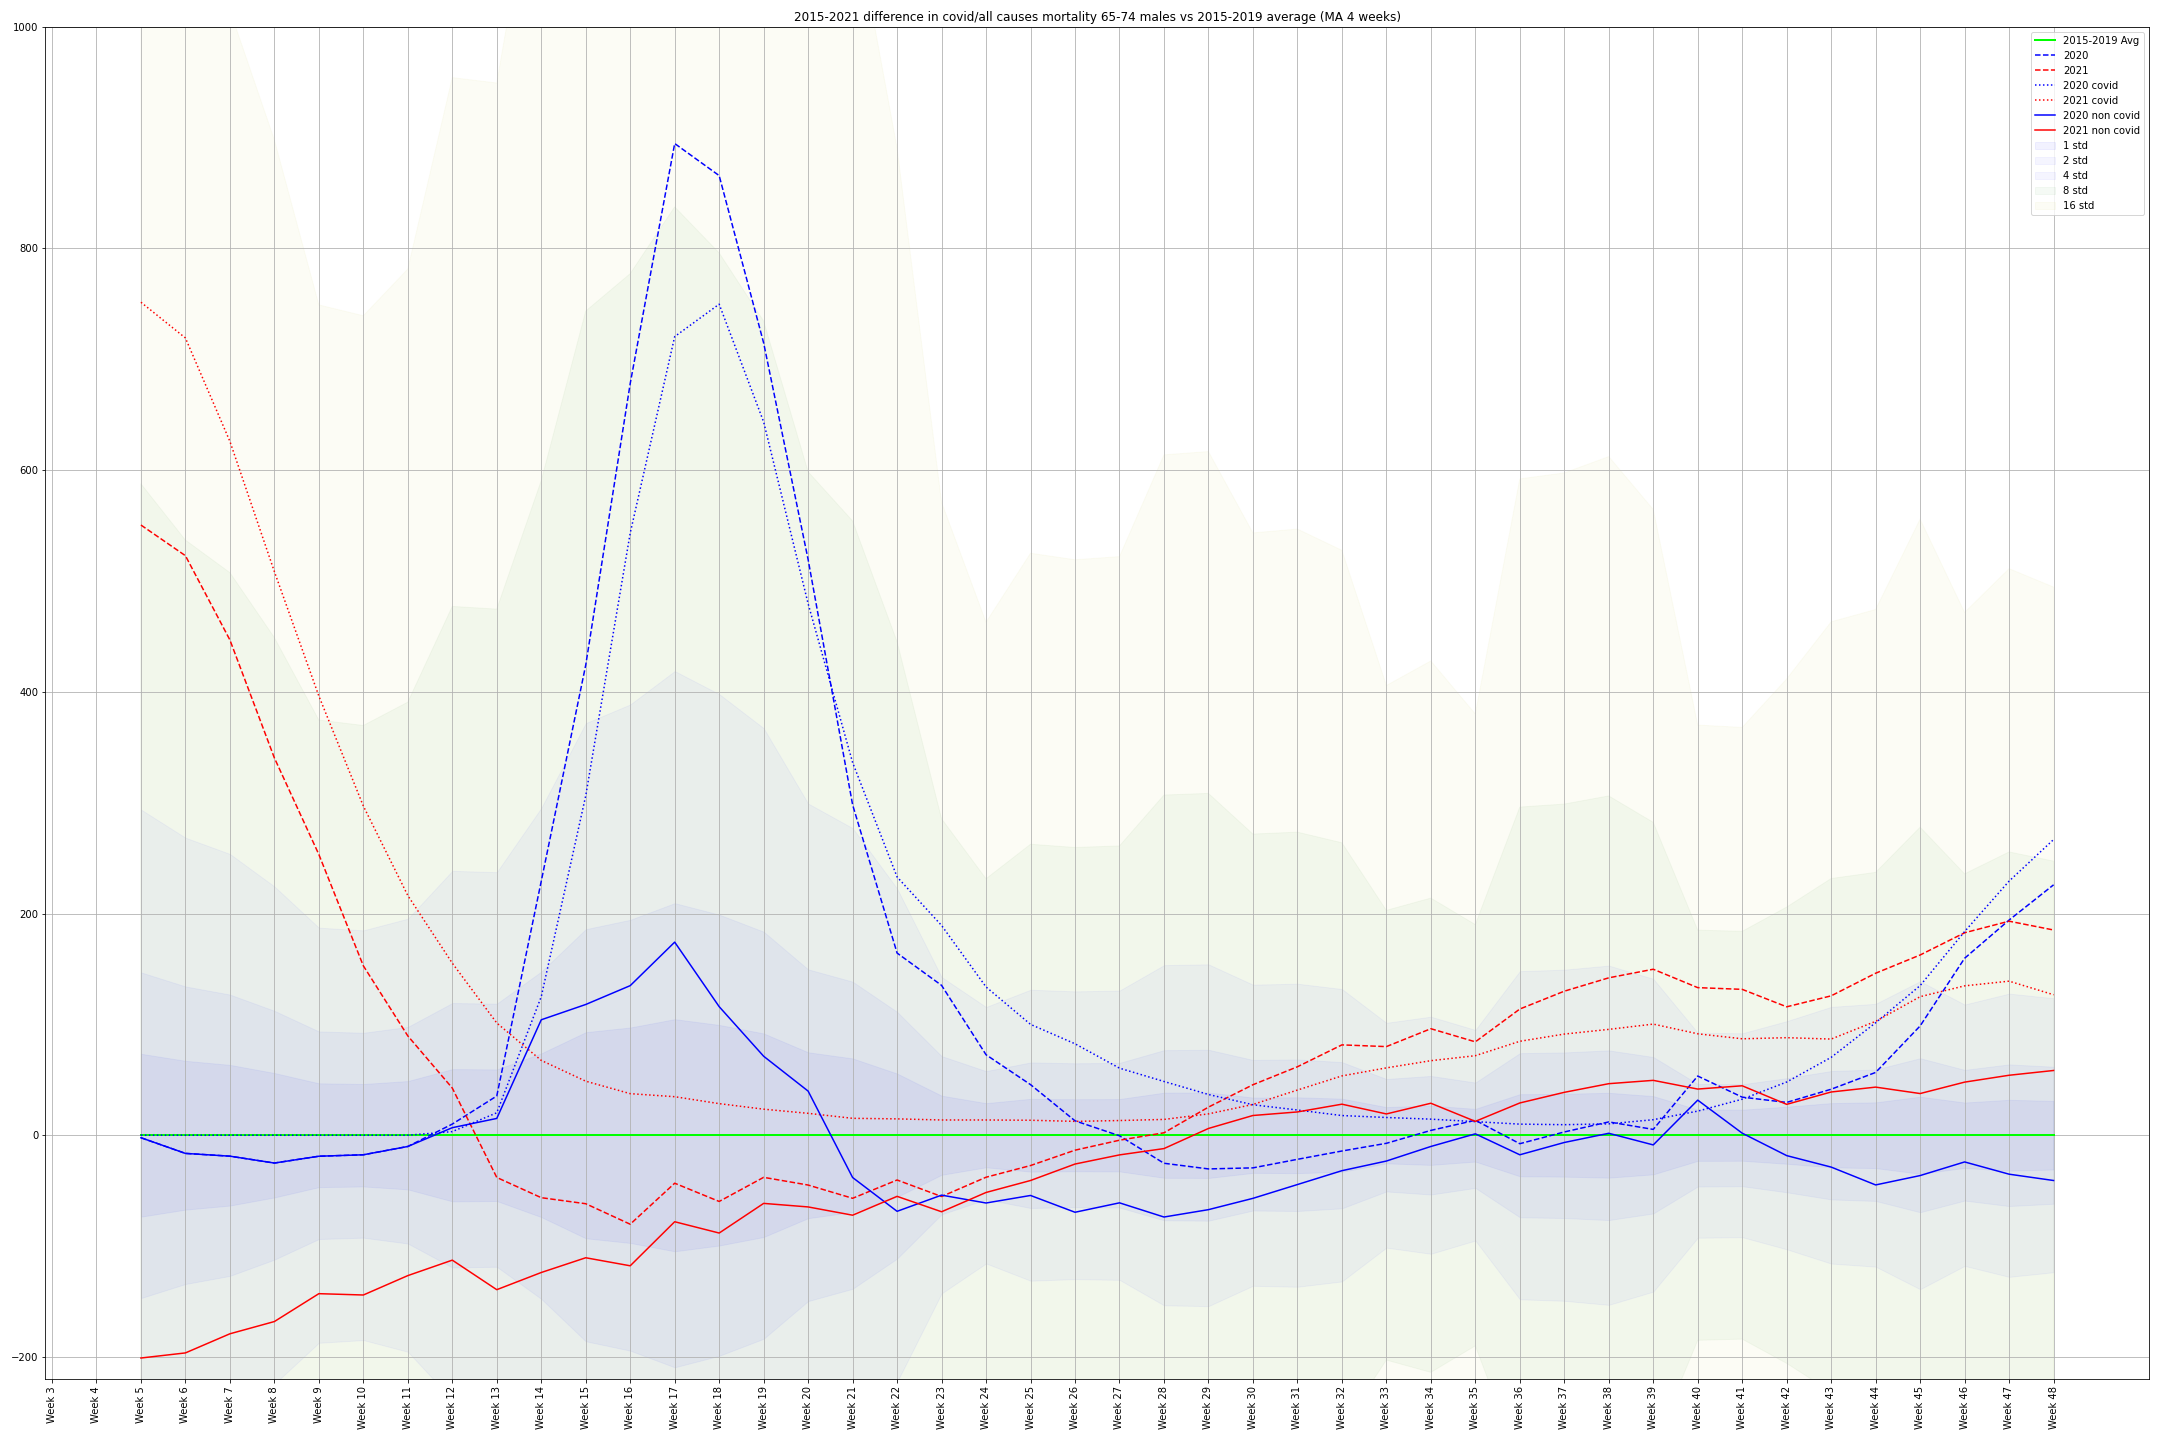 2015-2021 difference in covid/all causes mortality 65-74 males vs 2015-2019 average (MA 4 weeks)
1000
800
600
400
200
0
−200
2015-2019 Avg
2020
2021
2020 covid
2021 covid
2020 non covid
2021 non covid
1 std
2 std
4 std
8 std
16 std
Week 3
Week 4
Week 5
Week 6
Week 7
Week 8
Week 9
Week 10
Week 11
Week 12
Week 13
Week 14
Week 15
Week 16
Week 17
Week 18
Week 19
Week 20
Week 21
Week 22
Week 23
Week 24
Week 25
Week 26
Week 27
Week 28
Week 29
Week 30
Week 31
Week 32
Week 33
Week 34
Week 35
Week 36
Week 37
Week 38
Week 39
Week 40
Week 41
Week 42
Week 43
Week 44
Week 45
Week 46
Week 47
Week 48